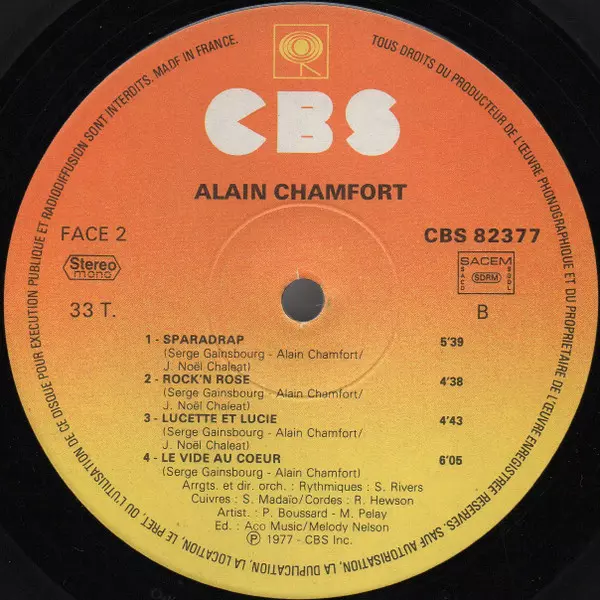 TOUS DROITS DU PRODUCTEUR DE L'ŒUVRE PHONOGRAPHIQUE ET DU PROPRIETAIRE DE L'ŒUVRE ENREGISTREE RESERVES. SAUF AUTORISATION, LA DUPLICATION, LA LOCATION, LE PRET, OU L'UTILISATION DE CE DISQUE POUR EXECUTION PUBLIQUE ET RADIODIFFUSION SONT INTERDITS. MADE IN FRANCE.
CBS
ALAIN CHAMFORT
FACE 2
CBS 82377
Stereo
mono
SACEM
SACD
SDRM
SGDL
33 T.
B
1 - SPARADRAP 5'39
(Serge Gainsbourg - Alain Chamfort/
J. Noël Chaleat)
2 - ROCK'N ROSE 4'38
(Serge Gainsbourg - Alain Chamfort/
J. Noël Chaleat)
3 - LUCETTE ET LUCIE 4'43
(Serge Gainsbourg - Alain Chamfort/
J. Noël Chaleat)
4 - LE VIDE AU COEUR 6'05
(Serge Gainsbourg - Alain Chamfort)
Arrgts. et dir. orch. : Rythmiques : S. Rivers
Cuivres : S. Madaïo/Cordes : R. Hewson
Artist. : P. Boussard - M. Pelay
Ed. : Aco Music/Melody Nelson
Ⓟ 1977 - CBS Inc.